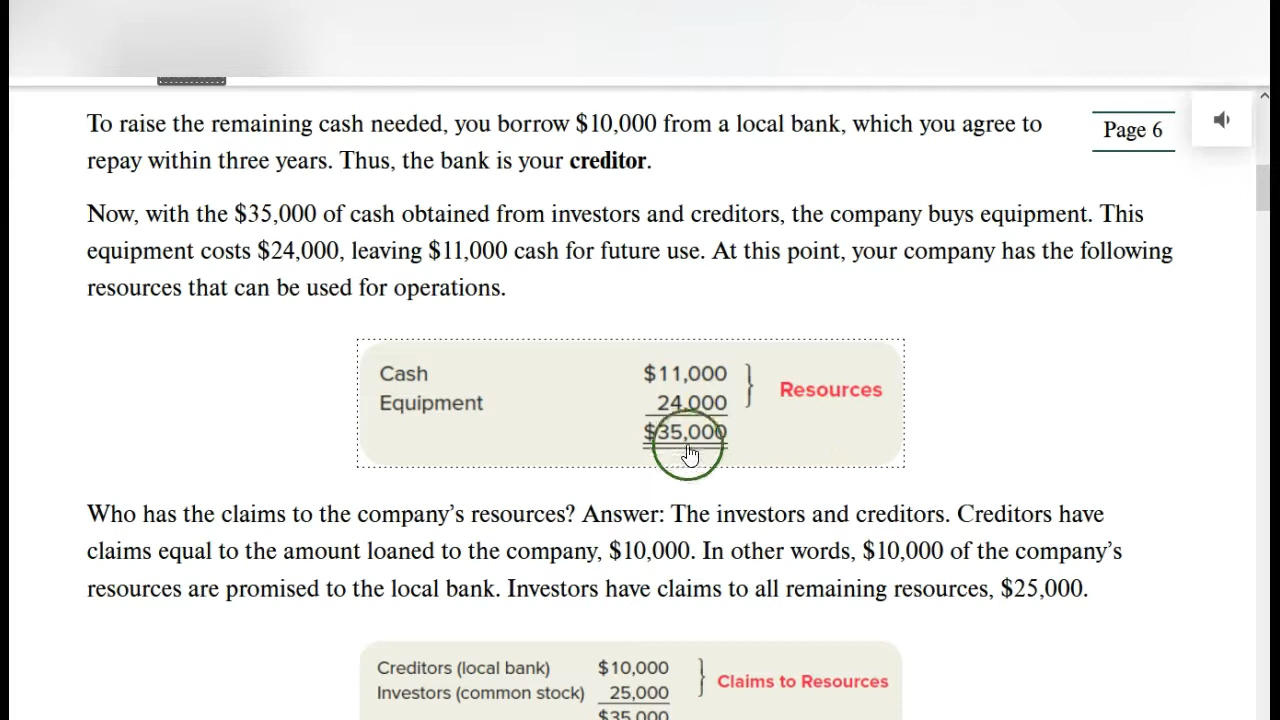 To raise the remaining cash needed, you borrow $10,000 from a local bank, which you agree to
Page 6
repay within three years. Thus, the bank is your creditor.
Now, with the $35,000 of cash obtained from investors and creditors, the company buys equipment. This
equipment costs $24,000, leaving $11,000 cash for future use. At this point, your company has the following
resources that can be used for operations.
Cash $11,000
Resources
Equipment 24,000
$35,000
Who has the claims to the company’s resources? Answer: The investors and creditors. Creditors have
claims equal to the amount loaned to the company, $10,000. In other words, $10,000 of the company’s
resources are promised to the local bank. Investors have claims to all remaining resources, $25,000.
Creditors (local bank) $10,000
Claims to Resources
Investors (common stock) 25,000
$35,000